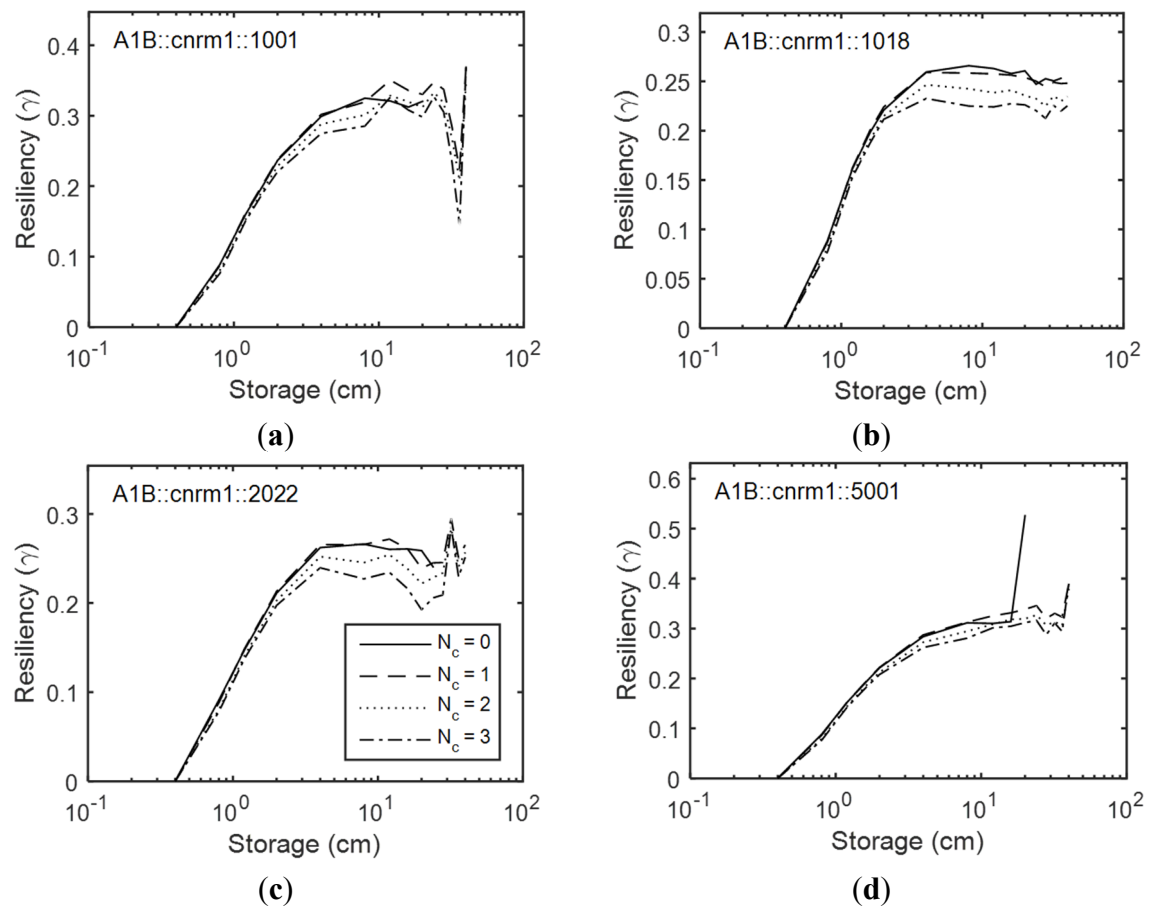 A1B::cnrm1::1001
Resiliency (γ)
0.4
0.3
0.2
0.1
0
10^-1
10^0
10^1
10^2
Storage (cm)
(a)
A1B::cnrm1::1018
Resiliency (γ)
0.3
0.25
0.2
0.15
0.1
0.05
0
10^-1
10^0
10^1
10^2
Storage (cm)
(b)
A1B::cnrm1::2022
Resiliency (γ)
0.3
0.2
0.1
0
N_c = 0
N_c = 1
N_c = 2
N_c = 3
10^-1
10^0
10^1
10^2
Storage (cm)
(c)
A1B::cnrm1::5001
Resiliency (γ)
0.6
0.5
0.4
0.3
0.2
0.1
0
10^-1
10^0
10^1
10^2
Storage (cm)
(d)